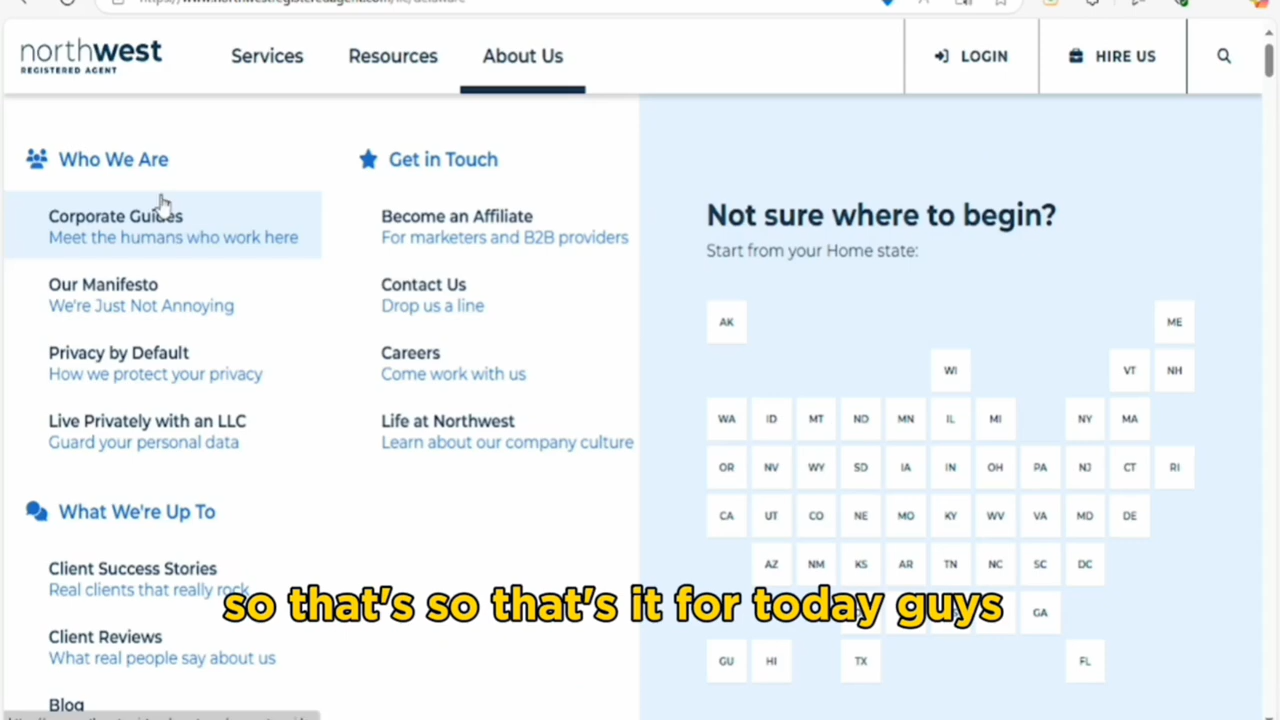 https://www.northwestregisteredagent.com/llc/delaware
northwest
REGISTERED AGENT
Services
Resources
About Us
LOGIN
HIRE US
Who We Are
Corporate Guides
Meet the humans who work here
Our Manifesto
We're Just Not Annoying
Privacy by Default
How we protect your privacy
Live Privately with an LLC
Guard your personal data
What We're Up To
Client Success Stories
Real clients that really rock
Client Reviews
What real people say about us
Blog
Get in Touch
Become an Affiliate
For marketers and B2B providers
Contact Us
Drop us a line
Careers
Come work with us
Life at Northwest
Learn about our company culture
Not sure where to begin?
Start from your Home state:
AK ME
WI VT NH
WA ID MT ND MN IL MI NY MA
OR NV WY SD IA IN OH PA NJ CT RI
CA UT CO NE MO KY WV VA MD DE
AZ NM KS AR TN NC SC DC
GA
GU HI TX FL
so that's so that's it for today guys